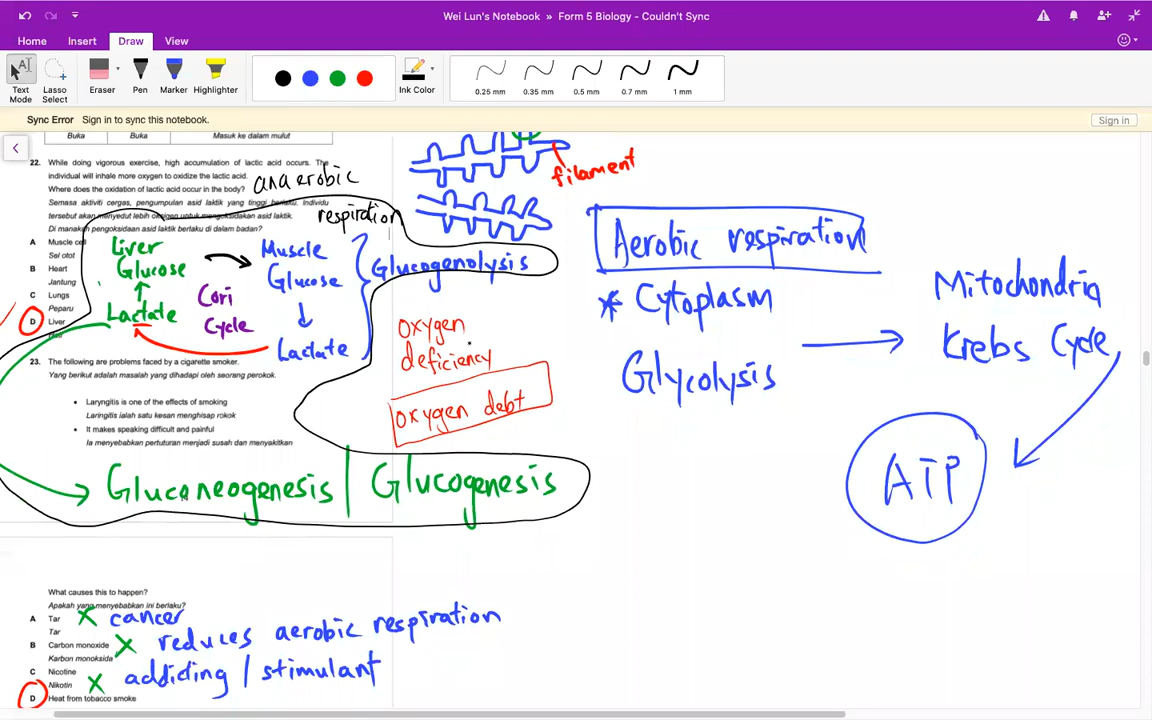 Wei Lun's Notebook » Form 5 Biology - Couldn't Sync
Home Insert Draw View
Text Mode
Lasso Select
Eraser
Pen
Marker
Highlighter
Ink Color
0.25 mm 0.35 mm 0.5 mm 0.7 mm 1 mm
Sync Error Sign in to sync this notebook.
Sign in
Buka Buka Masuk ke dalam mulut
22. While doing vigorous exercise, high accumulation of lactic acid occurs. The
individual will inhale more oxygen to oxidize the lactic acid.
Where does the oxidation of lactic acid occur in the body?
Semasa aktiviti cergas, pengumpulan asid laktik yang tinggi berlaku. Individu
tersebut akan menyedut lebih oksigen untuk mengoksidakan asid laktik.
Di manakah pengoksidaan asid laktik berlaku di dalam badan?
A Muscle cell
Sel otot
B Heart
Jantung
C Lungs
Peparu
D Liver
anaerobic
respiration
Liver
Glucose
Lactate
Cori
Cycle
Muscle
Glucose
Lactate
Glucogenolysis
filament
oxygen
deficiency
oxygen debt
Aerobic respiration
* Cytoplasm
Glycolysis
Mitochondria
Krebs Cycle
ATP
23. The following are problems faced by a cigarette smoker.
Yang berikut adalah masalah yang dihadapi oleh seorang perokok.
• Laryngitis is one of the effects of smoking
Laringitis ialah satu kesan menghisap rokok
• It makes speaking difficult and painful
Ia menyebabkan pertuturan menjadi susah dan menyakitkan
Glucaneogenesis | Glucogenesis
What causes this to happen?
Apakah yang menyebabkan ini berlaku?
A Tar
Tar
X cancer
B Carbon monoxide
Karbon monoksida
X reduces aerobic respiration
C Nicotine
Nikotin
X addicting / stimulant
D Heat from tobacco smoke